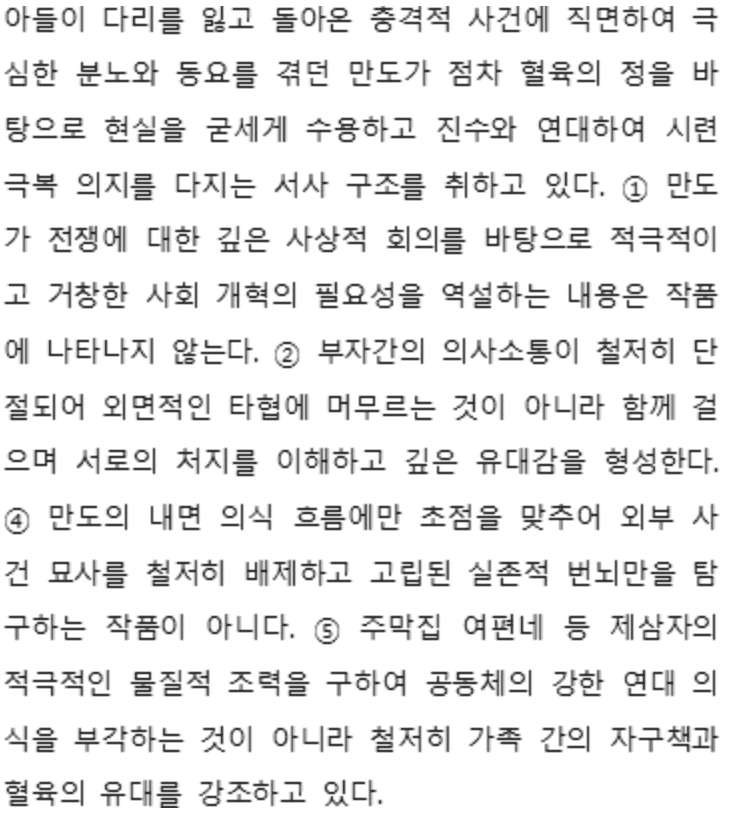 아들이 다리를 잃고 돌아온 충격적 사건에 직면하여 극
심한 분노와 동요를 겪던 만도가 점차 혈육의 정을 바
탕으로 현실을 굳세게 수용하고 진수와 연대하여 시련
극복 의지를 다지는 서사 구조를 취하고 있다. ① 만도
가 전쟁에 대한 깊은 사상적 회의를 바탕으로 적극적이
고 거창한 사회 개혁의 필요성을 역설하는 내용은 작품
에 나타나지 않는다. ② 부자간의 의사소통이 철저히 단
절되어 외면적인 타협에 머무르는 것이 아니라 함께 걸
으며 서로의 처지를 이해하고 깊은 유대감을 형성한다.
④ 만도의 내면 의식 흐름에만 초점을 맞추어 외부 사
건 묘사를 철저히 배제하고 고립된 실존적 번뇌만을 탐
구하는 작품이 아니다. ⑤ 주막집 여편네 등 제삼자의
적극적인 물질적 조력을 구하여 공동체의 강한 연대 의
식을 부각하는 것이 아니라 철저히 가족 간의 자구책과
혈육의 유대를 강조하고 있다.